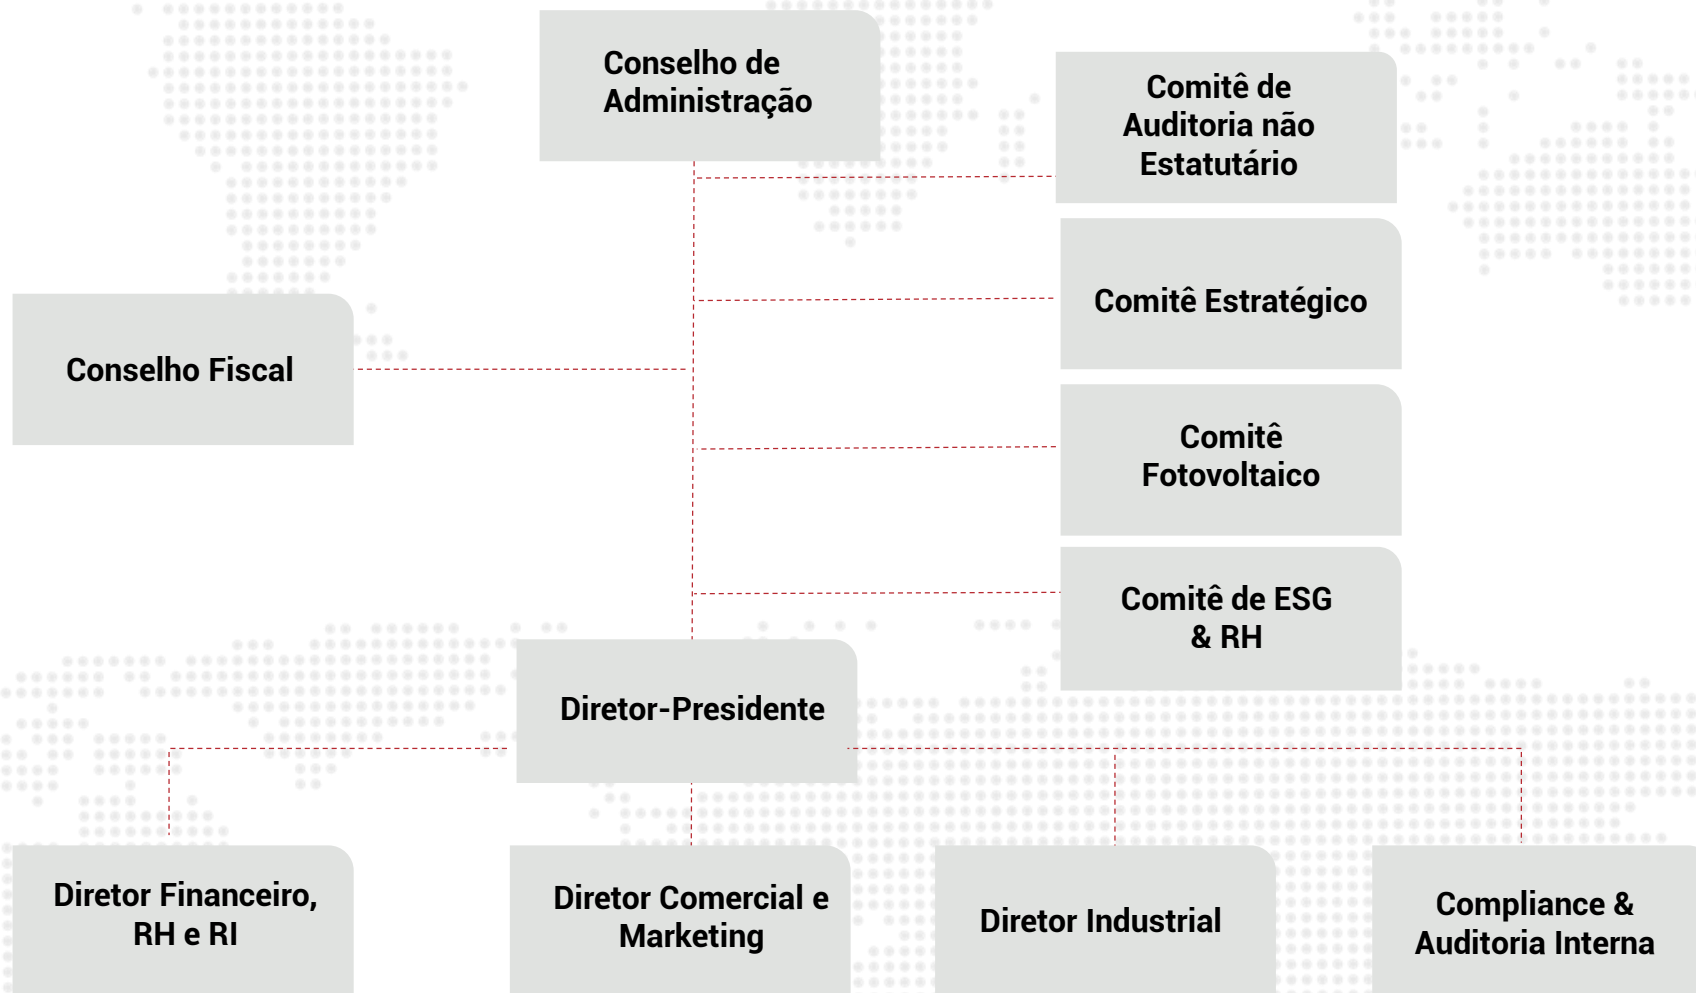 Conselho de
Administração
Comitê de
Auditoria não
Estatutário
Comitê Estratégico
Conselho Fiscal
Comitê
Fotovoltaico
Comitê de ESG
& RH
Diretor-Presidente
Diretor Financeiro,
RH e RI
Diretor Comercial e
Marketing
Diretor Industrial
Compliance &
Auditoria Interna